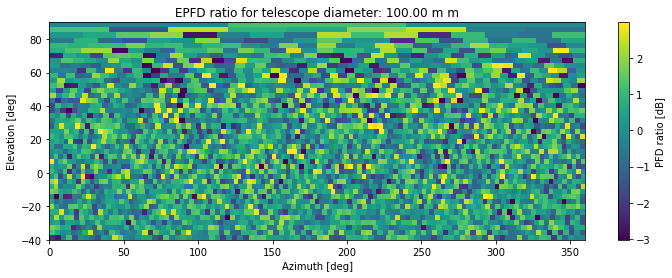 EPFD ratio for telescope diameter: 100.00 m m
Elevation [deg]
80
60
40
20
0
−20
−40
0 50 100 150 200 250 300 350
Azimuth [deg]
2
1
0
−1
−2
−3
PFD ratio [dB]